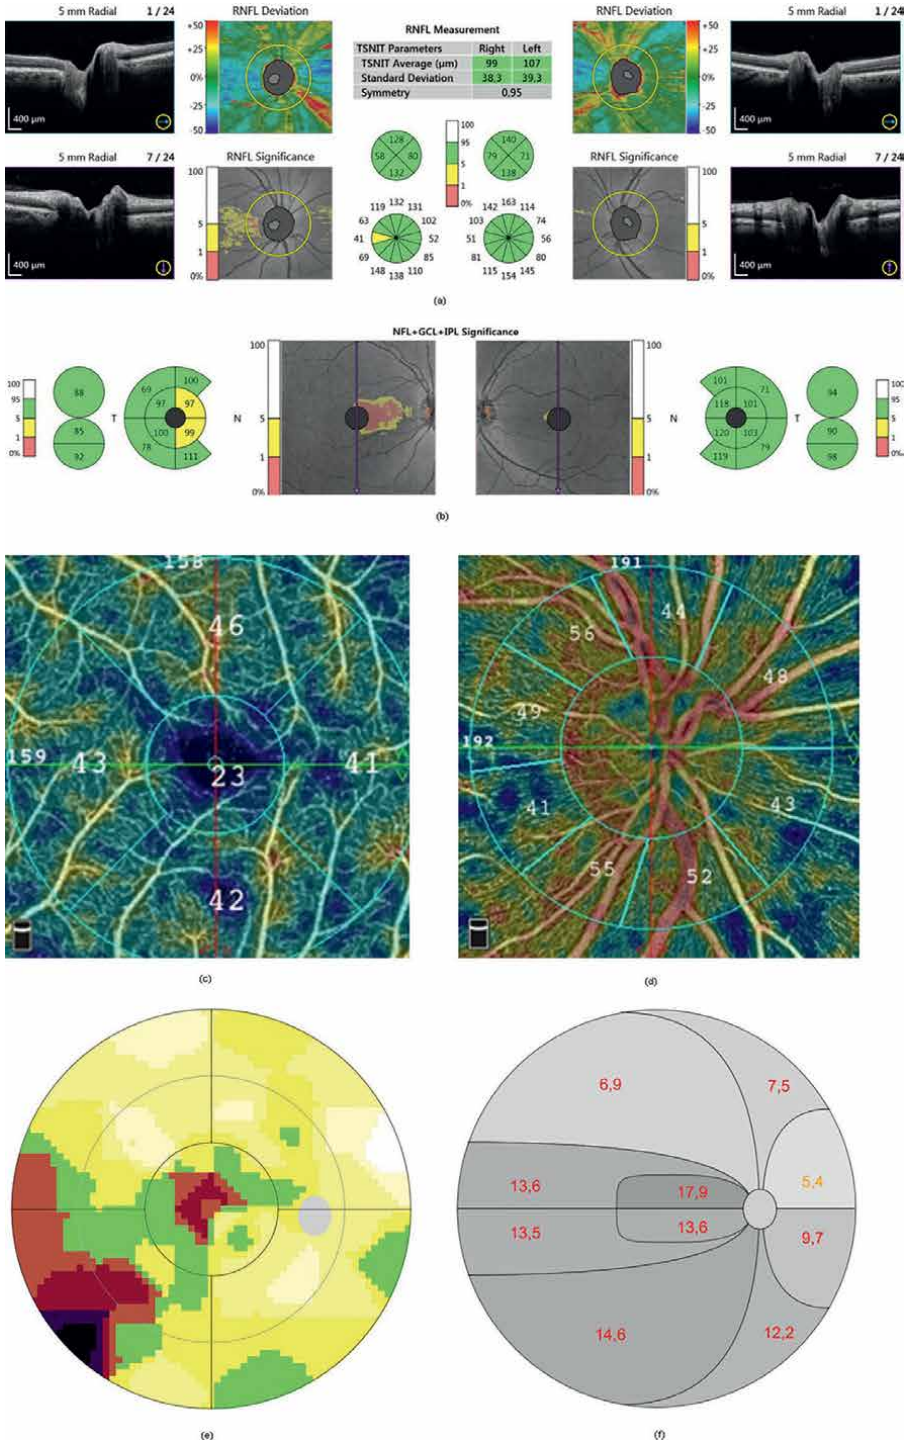 5 mm Radial 1 / 24
RNFL Deviation
RNFL Measurement
RNFL Deviation
5 mm Radial 1 / 24
400 μm
+50
+25
0%
-25
-50
TSNIT Parameters Right Left
TSNIT Average (μm) 99 107
Standard Deviation 38,3 39,3
Symmetry 0,95
+50
+25
0%
-25
-50
400 μm
5 mm Radial 7 / 24
RNFL Significance
RNFL Significance
5 mm Radial 7 / 24
400 μm
100
5
1
0%
128
58 80
132
100
95
5
1
0%
140
79 71
138
119 132 131
63 102
41 52
69 85
148 138 110
142 163 114
103 74
51 56
81 80
115 154 145
100
5
1
0%
400 μm
(a)
NFL+GCL+IPL Significance
100
95
5
1
0%
88
85
92
T
69 100
97 97
100 99
78 111
N
100
5
1
0%
100
5
1
0%
N
101 71
118 101
120 103
119 79
T
94
90
98
100
95
5
1
0%
(b)
158
46
159 43 23 41
42
(c)
191
56 44
48
49
192
41 43
55 52
(d)
(e)
6,9 7,5
13,6 17,9 5,4
13,5 13,6 9,7
14,6 12,2
(f)